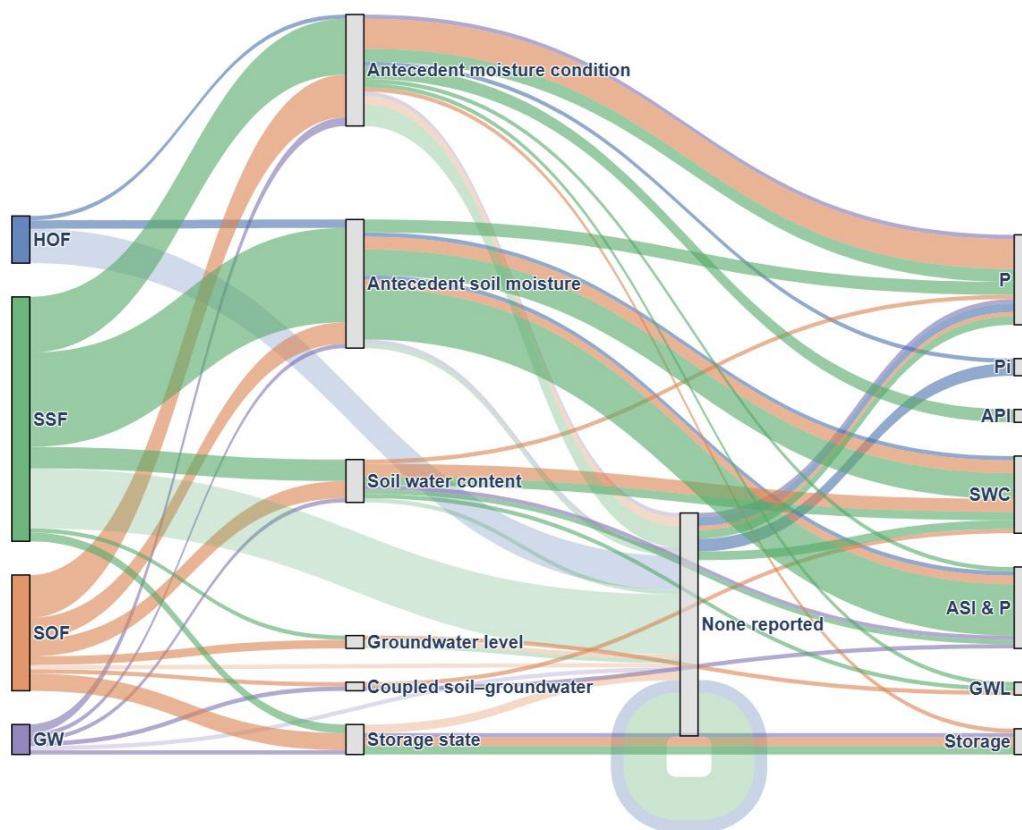 HOF
SSF
SOF
GW
Antecedent moisture condition
Antecedent soil moisture
Soil water content
Groundwater level
Coupled soil–groundwater
Storage state
None reported
P
Pi
API
SWC
ASI & P
GWL
Storage